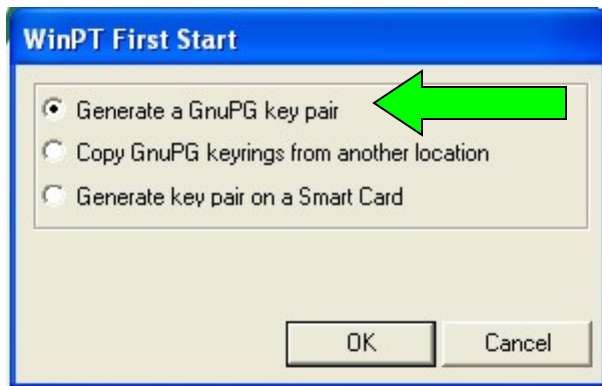 WinPT First Start
Generate a GnuPG key pair
Copy GnuPG keyrings from another location
Generate key pair on a Smart Card
OK Cancel